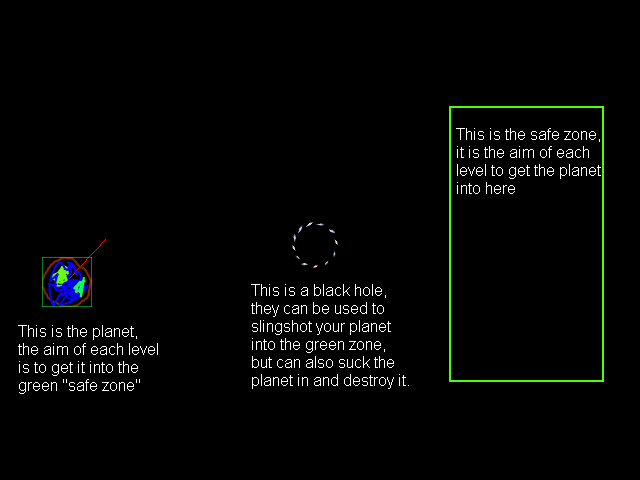 This is the safe zone,
it is the aim of each
level to get the planet
into here
This is a black hole,
they can be used to
slingshot your planet
into the green zone,
but can also suck the
planet in and destroy it.
This is the planet,
the aim of each level
is to get it into the
green "safe zone"